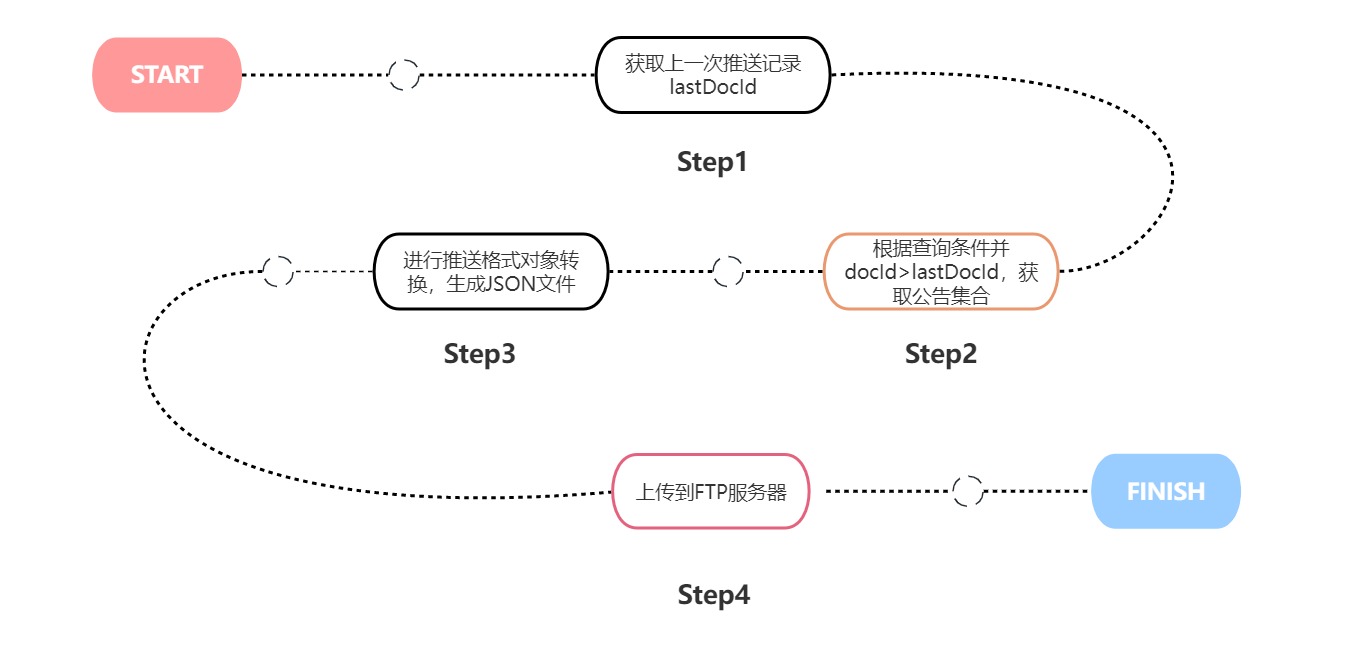 START
获取上一次推送记录
lastDocId
Step1
根据查询条件并
docId>lastDocId，获
取公告集合
Step2
进行推送格式对象转
换，生成JSON文件
Step3
上传到FTP服务器
Step4
FINISH